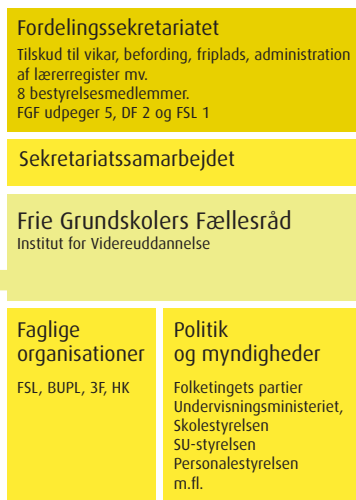 Fordelingssekretariatet
Tilskud til vikar, befording, friplads, administration
af lærerregister mv.
8 bestyrelsesmedlemmer.
FGF udpeger 5, DF 2 og FSL 1
Sekretariatssamarbejdet
Frie Grundskolers Fællesråd
Institut for Videreuddannelse
Faglige
organisationer
FSL, BUPL, 3F, HK
Politik
og myndigheder
Folketingets partier
Undervisningsministeriet,
Skolestyrelsen
SU-styrelsen
Personalestyrelsen
m.fl.